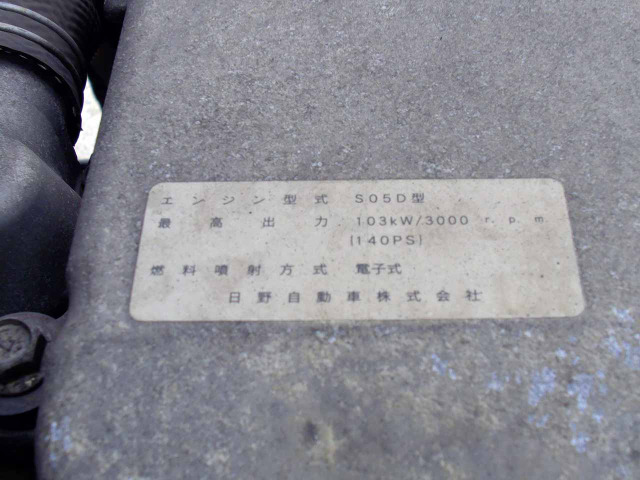 エンジン型式 S05D型
最高出力 103kW/3000 r.p.m
[140PS]
燃料噴射方式 電子式
日野自動車株式会社